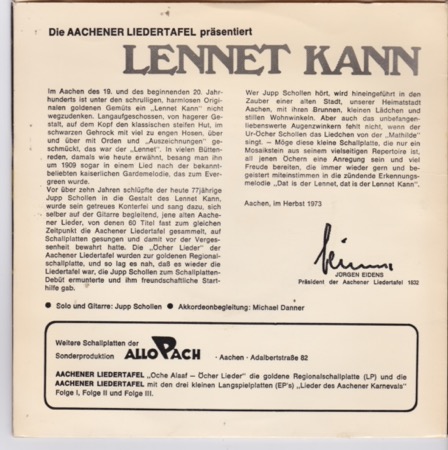 Die AACHENER LIEDERTAFEL präsentiert
LENNET KANN
Im Aachen des 19. und des beginnenden 20. Jahr-
hunderts ist unter den schrulligen, harmlosen Origi-
nalen goldenen Gemüts ein „Lennet Kann" nicht
wegzudenken. Langaufgeschossen, von hagerer Ge-
stalt, auf dem Kopf den klassischen steifen Hut, im
schwarzen Gehrock mit viel zu engen Hosen, über
und über mit Orden und „Auszeichnungen" ge-
schmückt, das war der „Lennet". In vielen Bütten-
reden, damals wie heute erwähnt, besang man ihn
um 1909 sogar in einem Lied nach der bekannt-
beliebten kaiserlichen Gardemelodie, das zum Ever-
green wurde.
Vor über zehn Jahren schlüpfte der heute 77jährige
Jupp Schollen in die Gestalt des Lennet Kann,
wurde sein getreues Konterfei und sang dazu, sich
selber auf der Gitarre begleitend, jene alten Aache-
ner Lieder, von denen 60 Titel fast zum gleichen
Zeitpunkt die Aachener Liedertafel gesammelt, auf
Schallplatten gesungen und damit vor der Verges-
senheit bewahrt hatte. Die „Öcher Lieder" der
Aachener Liedertafel wurden zur goldenen Regional-
schallplatte, und so lag es nah, daß es wieder die
Liedertafel war, die Jupp Schollen zum Schallplatten-
Debüt ermunterte und ihm freundschaftliche Start-
hilfe gab.
Wer Jupp Schollen hört, wird hineingeführt in den
Zauber einer alten Stadt, unserer Heimatstadt
Aachen, mit ihren Brunnen, kleinen Lädchen und
stillen Wohnwinkeln. Aber auch das unbefangen-
liebenswerte Augenzwinkern fehlt nicht, wenn der
Ur-Öcher Schollen das Liedchen von der „Mathilde"
singt. - Möge diese kleine Schallplatte, die nur ein
Mosaikstein aus seinem vielseitigen Repertoire ist,
all jenen Ohren eine Anregung sein und viel
Freude bereiten, die immer wieder gern und be-
geistert miteinstimmen in die zündende Erkennungs-
melodie „Dat is der Lennet, dat is der Lennet Kann".
Aachen, im Herbst 1973
JÖRGEN EIDENS
Präsident der Aachener Liedertafel 1832
● Solo und Gitarre: Jupp Schollen ● Akkordeonbegleitung: Michael Danner
Weitere Schallplatten der
Sonderproduktion ALLO PACH · Aachen · Adalbertstraße 82
AACHENER LIEDERTAFEL „Oche Alaaf – Öcher Lieder" die goldene Regionalschallplatte (LP) und die
AACHENER LIEDERTAFEL mit den drei kleinen Langspielplatten (EP's) „Lieder des Aachener Karnevals"
Folge I, Folge II und Folge III.